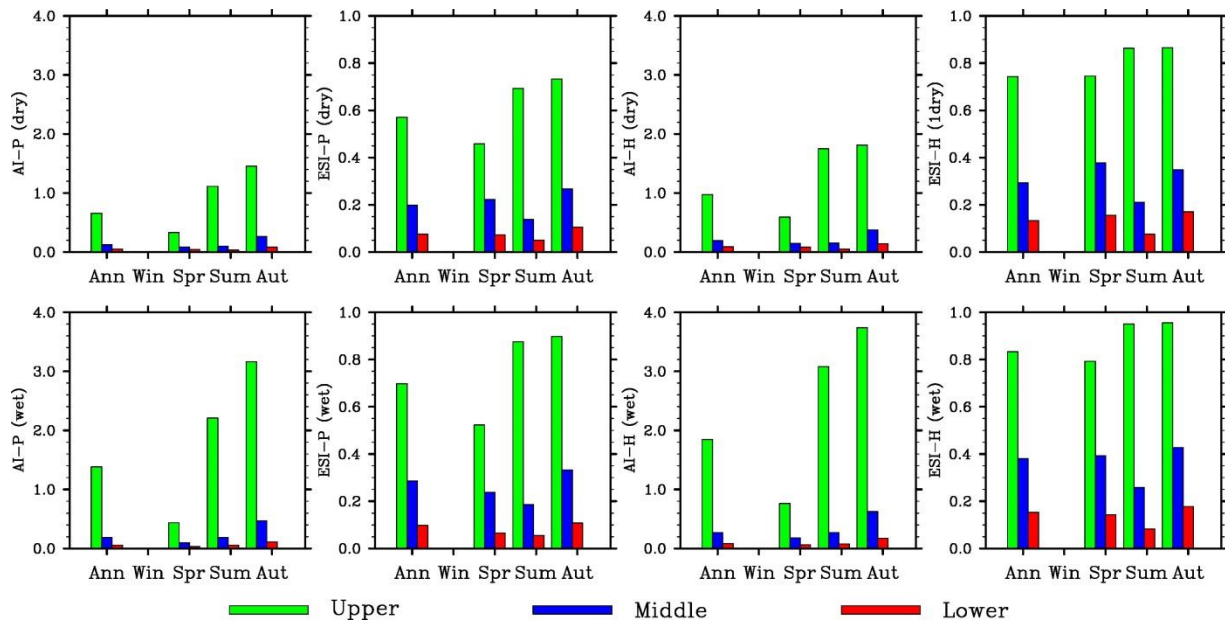 AI-P (dry)
4.0
3.0
2.0
1.0
0.0
Ann Win Spr Sum Aut
ESI-P (dry)
1.0
0.8
0.6
0.4
0.2
0.0
Ann Win Spr Sum Aut
AI-H (dry)
4.0
3.0
2.0
1.0
0.0
Ann Win Spr Sum Aut
ESI-H (1dry)
1.0
0.8
0.6
0.4
0.2
0.0
Ann Win Spr Sum Aut
AI-P (wet)
4.0
3.0
2.0
1.0
0.0
Ann Win Spr Sum Aut
ESI-P (wet)
1.0
0.8
0.6
0.4
0.2
0.0
Ann Win Spr Sum Aut
AI-H (wet)
4.0
3.0
2.0
1.0
0.0
Ann Win Spr Sum Aut
ESI-H (wet)
1.0
0.8
0.6
0.4
0.2
0.0
Ann Win Spr Sum Aut
Upper Middle Lower